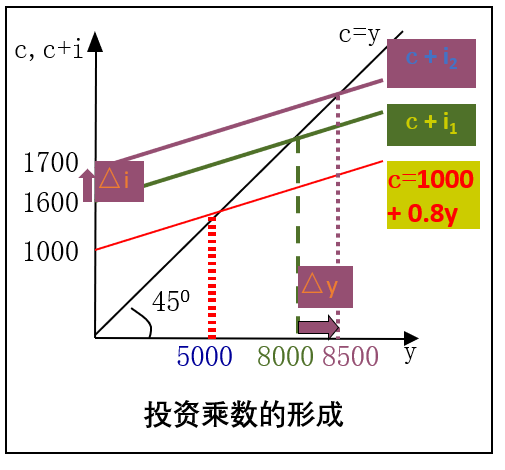 c=y
c, c+i
c + i₂
c + i₁
1700
△i
1600
c=1000
+ 0.8y
1000
△y
45⁰
5000
8000
8500
y
投资乘数的形成